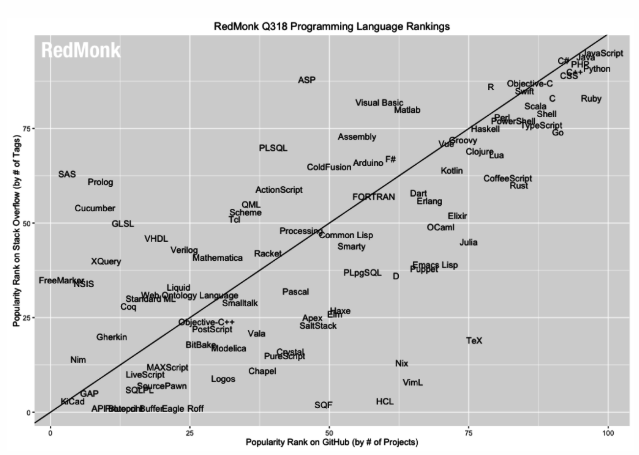 RedMonk Q318 Programming Language Rankings
RedMonk
JavaScript
C#
Java
PHP
Python
C++
CSS
ASP
R
Objective-C
Swift
C
Ruby
Visual Basic
Matlab
Scala
Shell
Perl
PowerShell
TypeScript
75
Haskell
Go
Assembly
Groovy
Vue
PLSQL
Clojure
Lua
F#
Arduino
ColdFusion
Kotlin
SAS
CoffeeScript
Prolog
Rust
ActionScript
FORTRAN
Dart
Erlang
Cucumber
QML
Scheme
Elixir
Tcl
50
GLSL
OCaml
Processing
Common Lisp
VHDL
Julia
Smarty
Verilog
Racket
Mathematica
XQuery
Emacs Lisp
Puppet
PLpgSQL
D
FreeMarker
NSIS
Liquid
Pascal
Web Ontology Language
Standard ML
Smalltalk
Coq
Haxe
Elm
25
Apex
Objective-C++
SaltStack
PostScript
Vala
Gherkin
TeX
BitBake
Modelica
Crystal
PureScript
Nim
Nix
MAXScript
Chapel
LiveScript
Logos
VimL
SourcePawn
SQLPL
GAP
KiCad
HCL
SQF
Eagle
Roff
0
0
25
50
75
100
Popularity Rank on GitHub (by # of Projects)
Popularity Rank on Stack Overflow (by # of Tags)